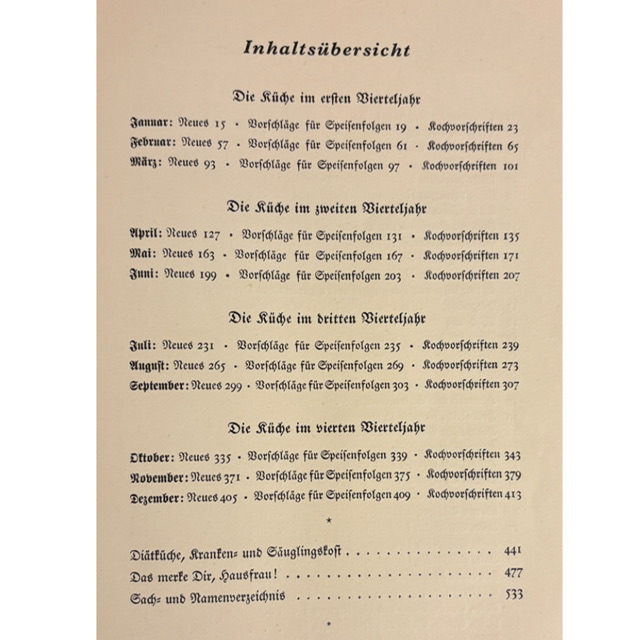 Inhaltsübersicht
Die Küche im ersten Vierteljahr
Januar: Neues 15 • Vorschläge für Speisenfolgen 19 • Kochvorschriften 23
Februar: Neues 57 • Vorschläge für Speisenfolgen 61 • Kochvorschriften 65
März: Neues 93 • Vorschläge für Speisenfolgen 97 • Kochvorschriften 101
Die Küche im zweiten Vierteljahr
April: Neues 127 • Vorschläge für Speisenfolgen 131 • Kochvorschriften 135
Mai: Neues 163 • Vorschläge für Speisenfolgen 167 • Kochvorschriften 171
Juni: Neues 199 • Vorschläge für Speisenfolgen 203 • Kochvorschriften 207
Die Küche im dritten Vierteljahr
Juli: Neues 231 • Vorschläge für Speisenfolgen 235 • Kochvorschriften 239
August: Neues 265 • Vorschläge für Speisenfolgen 269 • Kochvorschriften 273
September: Neues 299 • Vorschläge für Speisenfolgen 303 • Kochvorschriften 307
Die Küche im vierten Vierteljahr
Oktober: Neues 335 • Vorschläge für Speisenfolgen 339 • Kochvorschriften 343
November: Neues 371 • Vorschläge für Speisenfolgen 375 • Kochvorschriften 379
Dezember: Neues 405 • Vorschläge für Speisenfolgen 409 • Kochvorschriften 413
*
Diätküche, Kranken- und Säuglingskost . . . . . . . . . . . . . . 441
Das merke Dir, Hausfrau! . . . . . . . . . . . . . . . . . . . 477
Sach- und Namenverzeichnis . . . . . . . . . . . . . . . . . . 533
*